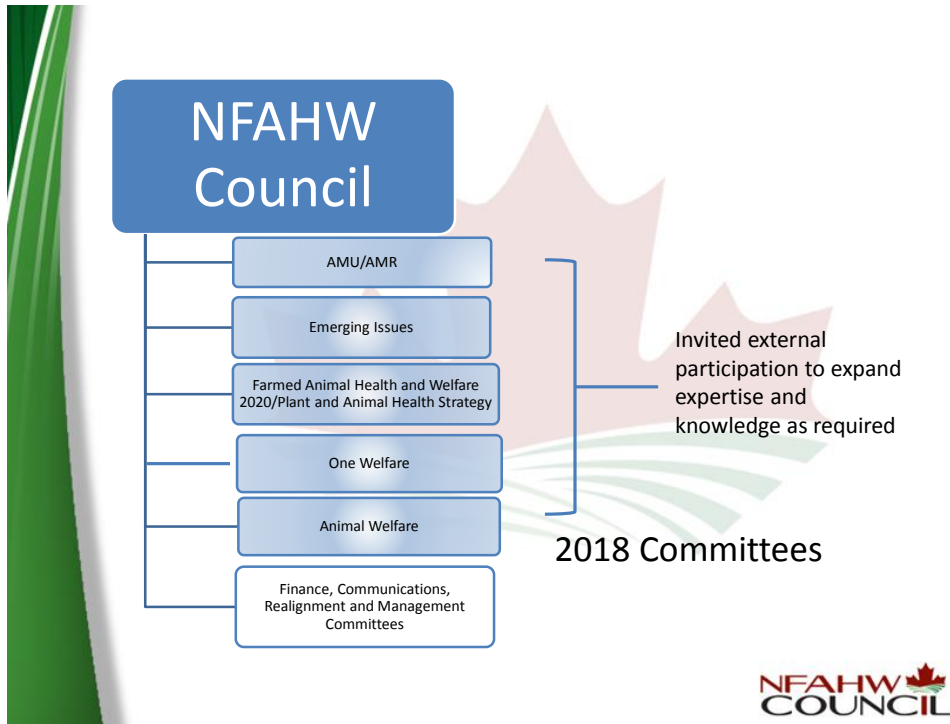 NFAHW
Council
AMU/AMR
Emerging Issues
Farmed Animal Health and Welfare
2020/Plant and Animal Health Strategy
One Welfare
Animal Welfare
Finance, Communications,
Realignment and Management
Committees
Invited external
participation to expand
expertise and
knowledge as required
2018 Committees
NFAHW
COUNCIL